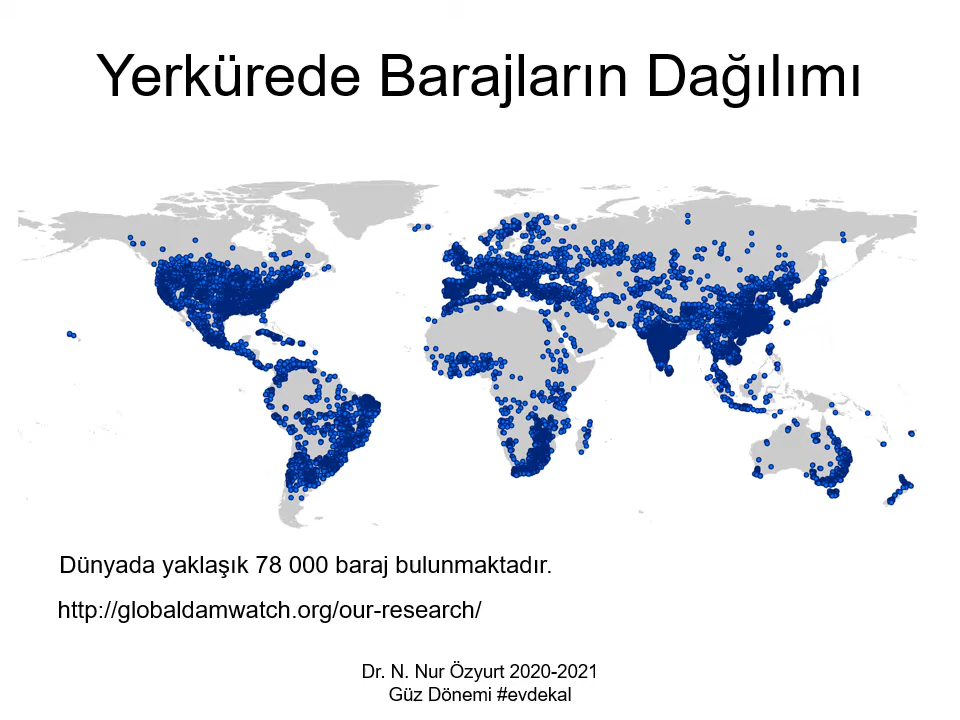 Yerkürede Barajların Dağılımı
Dünyada yaklaşık 78 000 baraj bulunmaktadır.
http://globaldamwatch.org/our-research/
Dr. N. Nur Özyurt 2020-2021
Güz Dönemi #evdekal